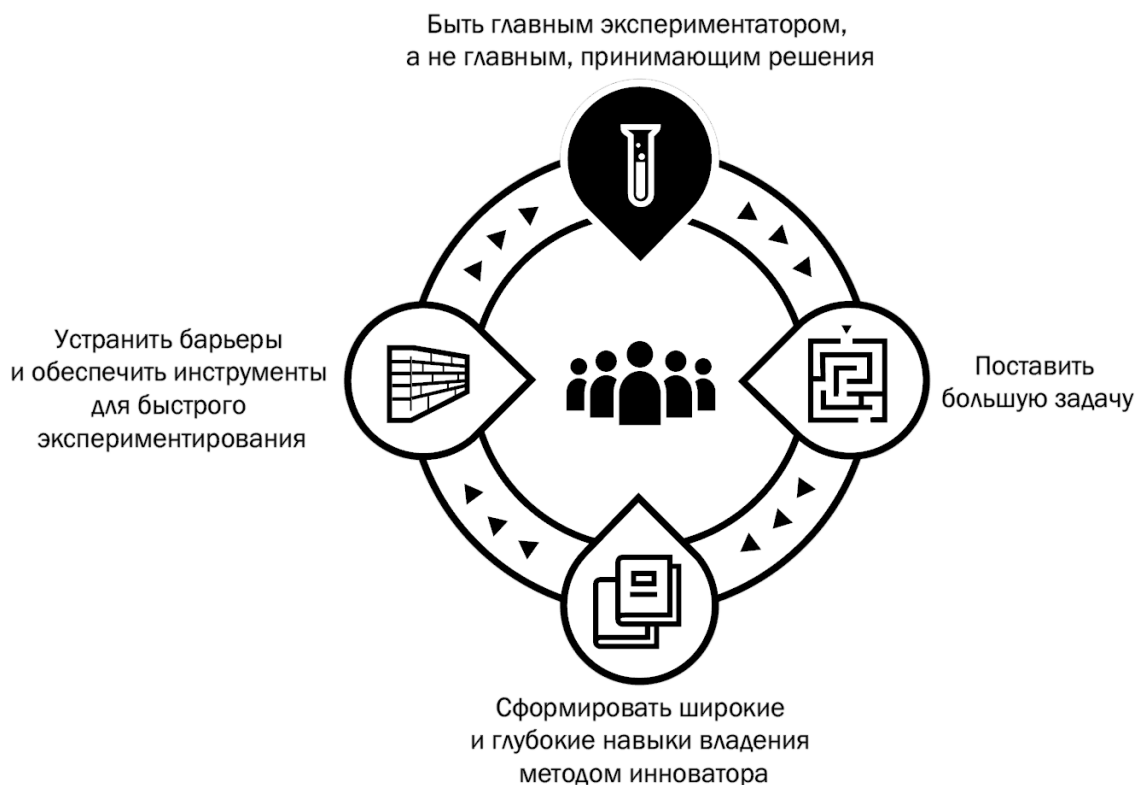 Быть главным экспериментатором,
а не главным, принимающим решения
Устранить барьеры
и обеспечить инструменты
для быстрого
экспериментирования
Поставить
большую задачу
Сформировать широкие
и глубокие навыки владения
методом инноватора